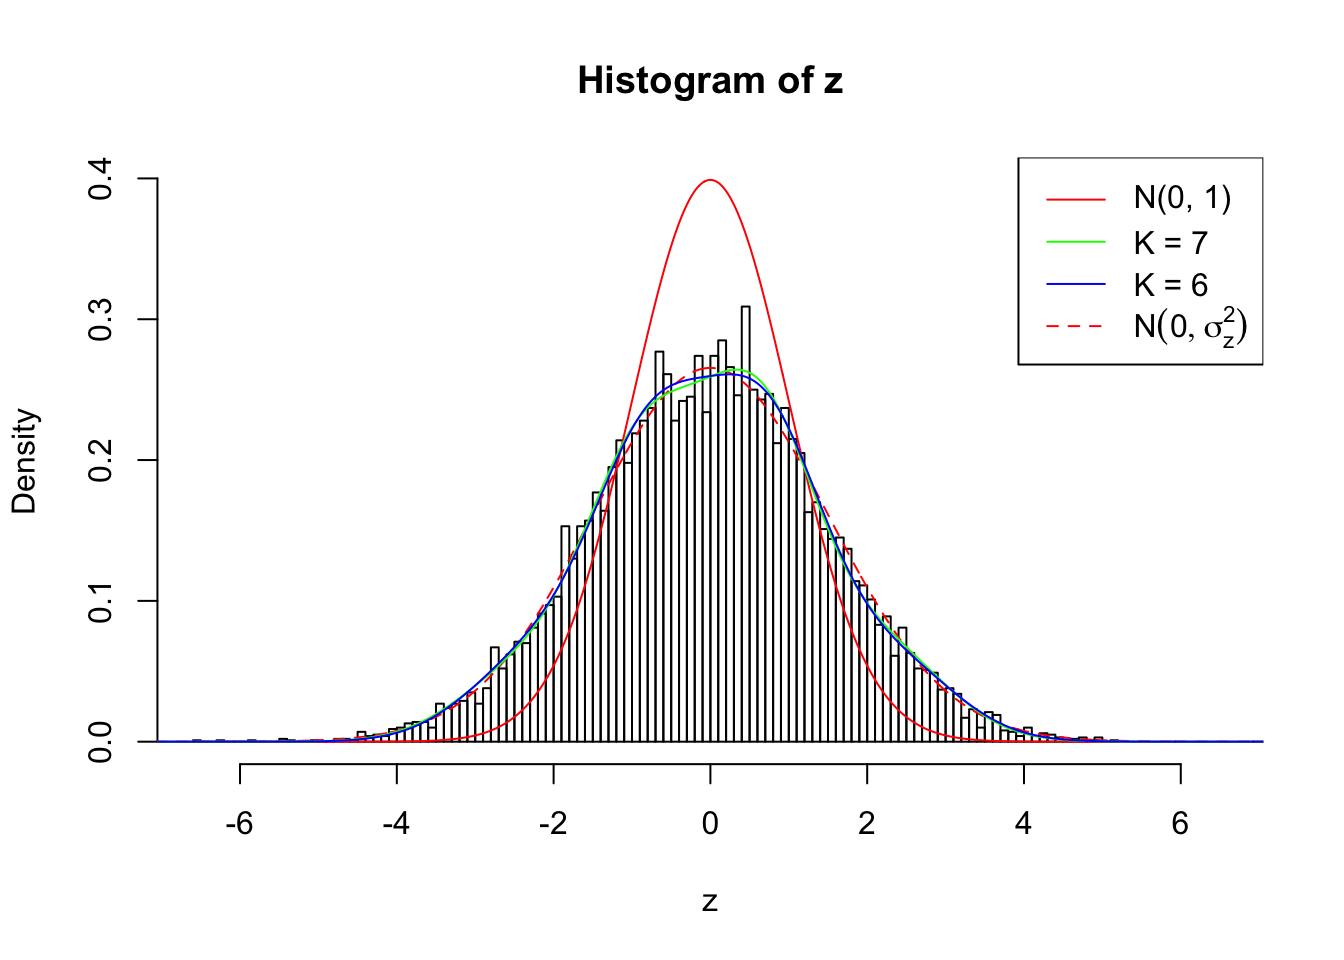 Histogram of z
N(0, 1)
K = 7
K = 6
N(0, σ_z^2)
Density
0.0
0.1
0.2
0.3
0.4
-6
-4
-2
0
2
4
6
z